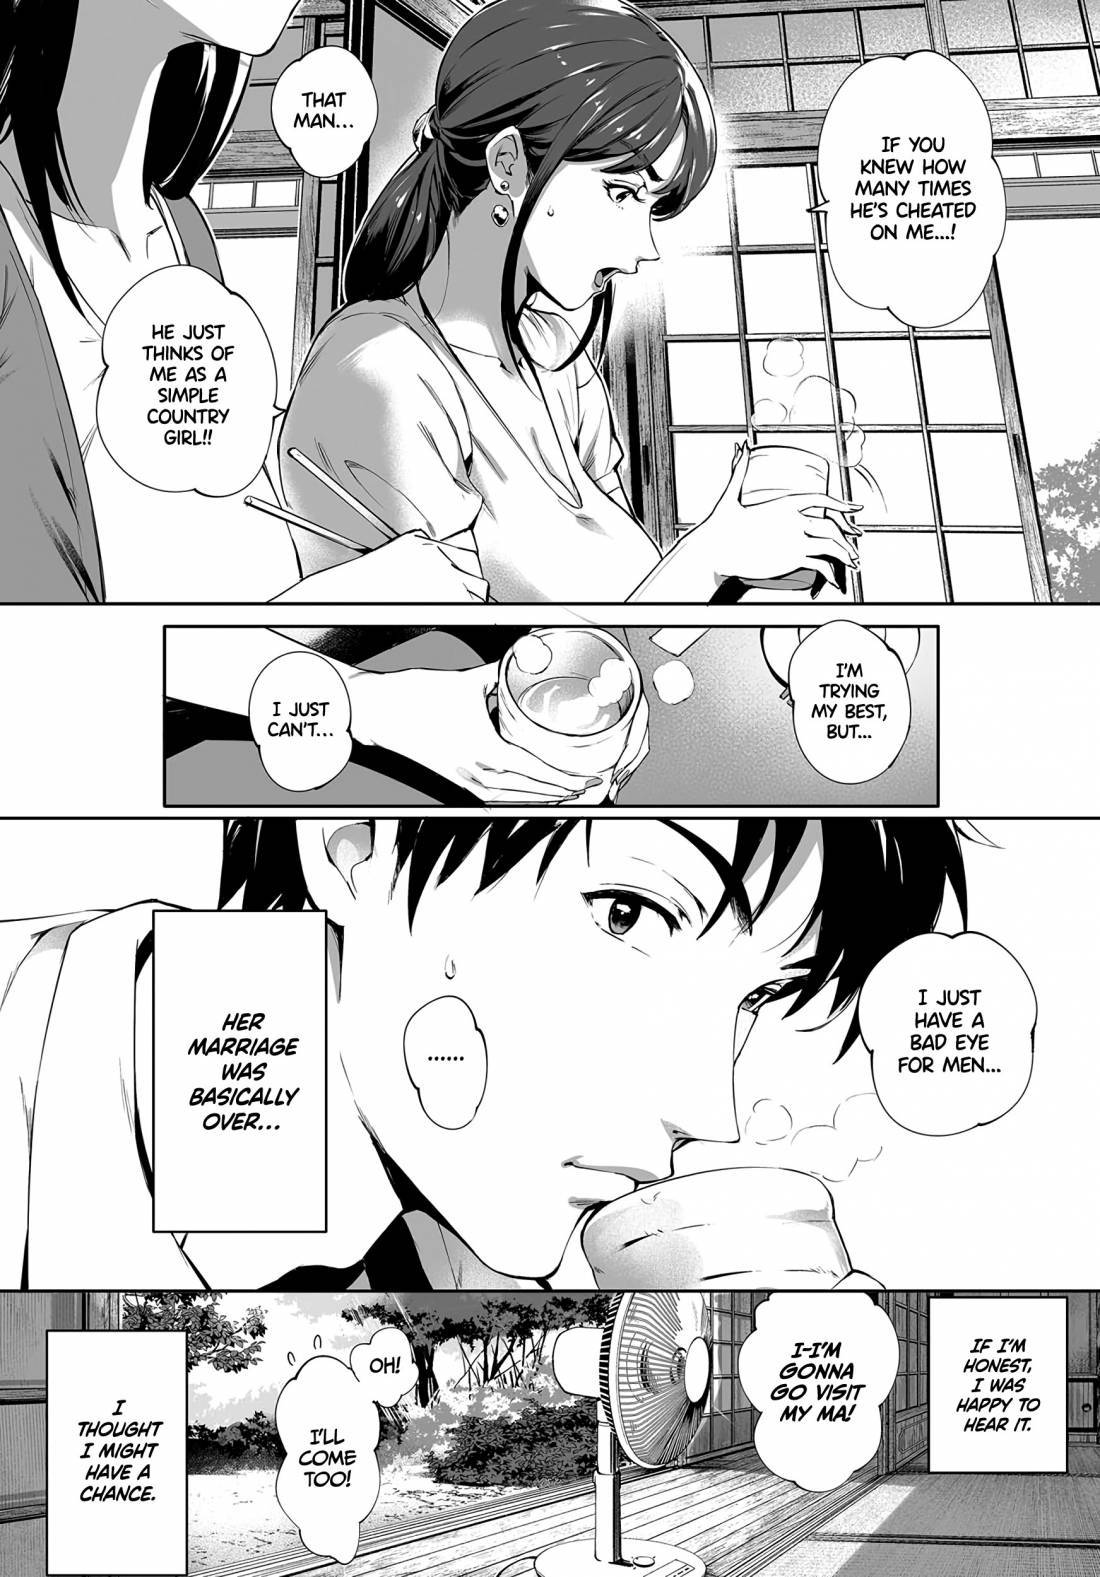 IF YOU
KNEW HOW
MANY TIMES
HE'S CHEATED
ON ME...!
THAT
MAN...
HE JUST
THINKS OF
ME AS A
SIMPLE
COUNTRY
GIRL!!
I'M
TRYING
MY BEST,
BUT...
I JUST
CAN'T...
I JUST
HAVE A
BAD EYE
FOR MEN...
......
HER
MARRIAGE
WAS
BASICALLY
OVER...
IF I'M
HONEST,
I WAS
HAPPY TO
HEAR IT.
I-I'M
GONNA
GO VISIT
MY MA!
OH!
I'LL
COME
TOO!
I
THOUGHT
I MIGHT
HAVE A
CHANCE.